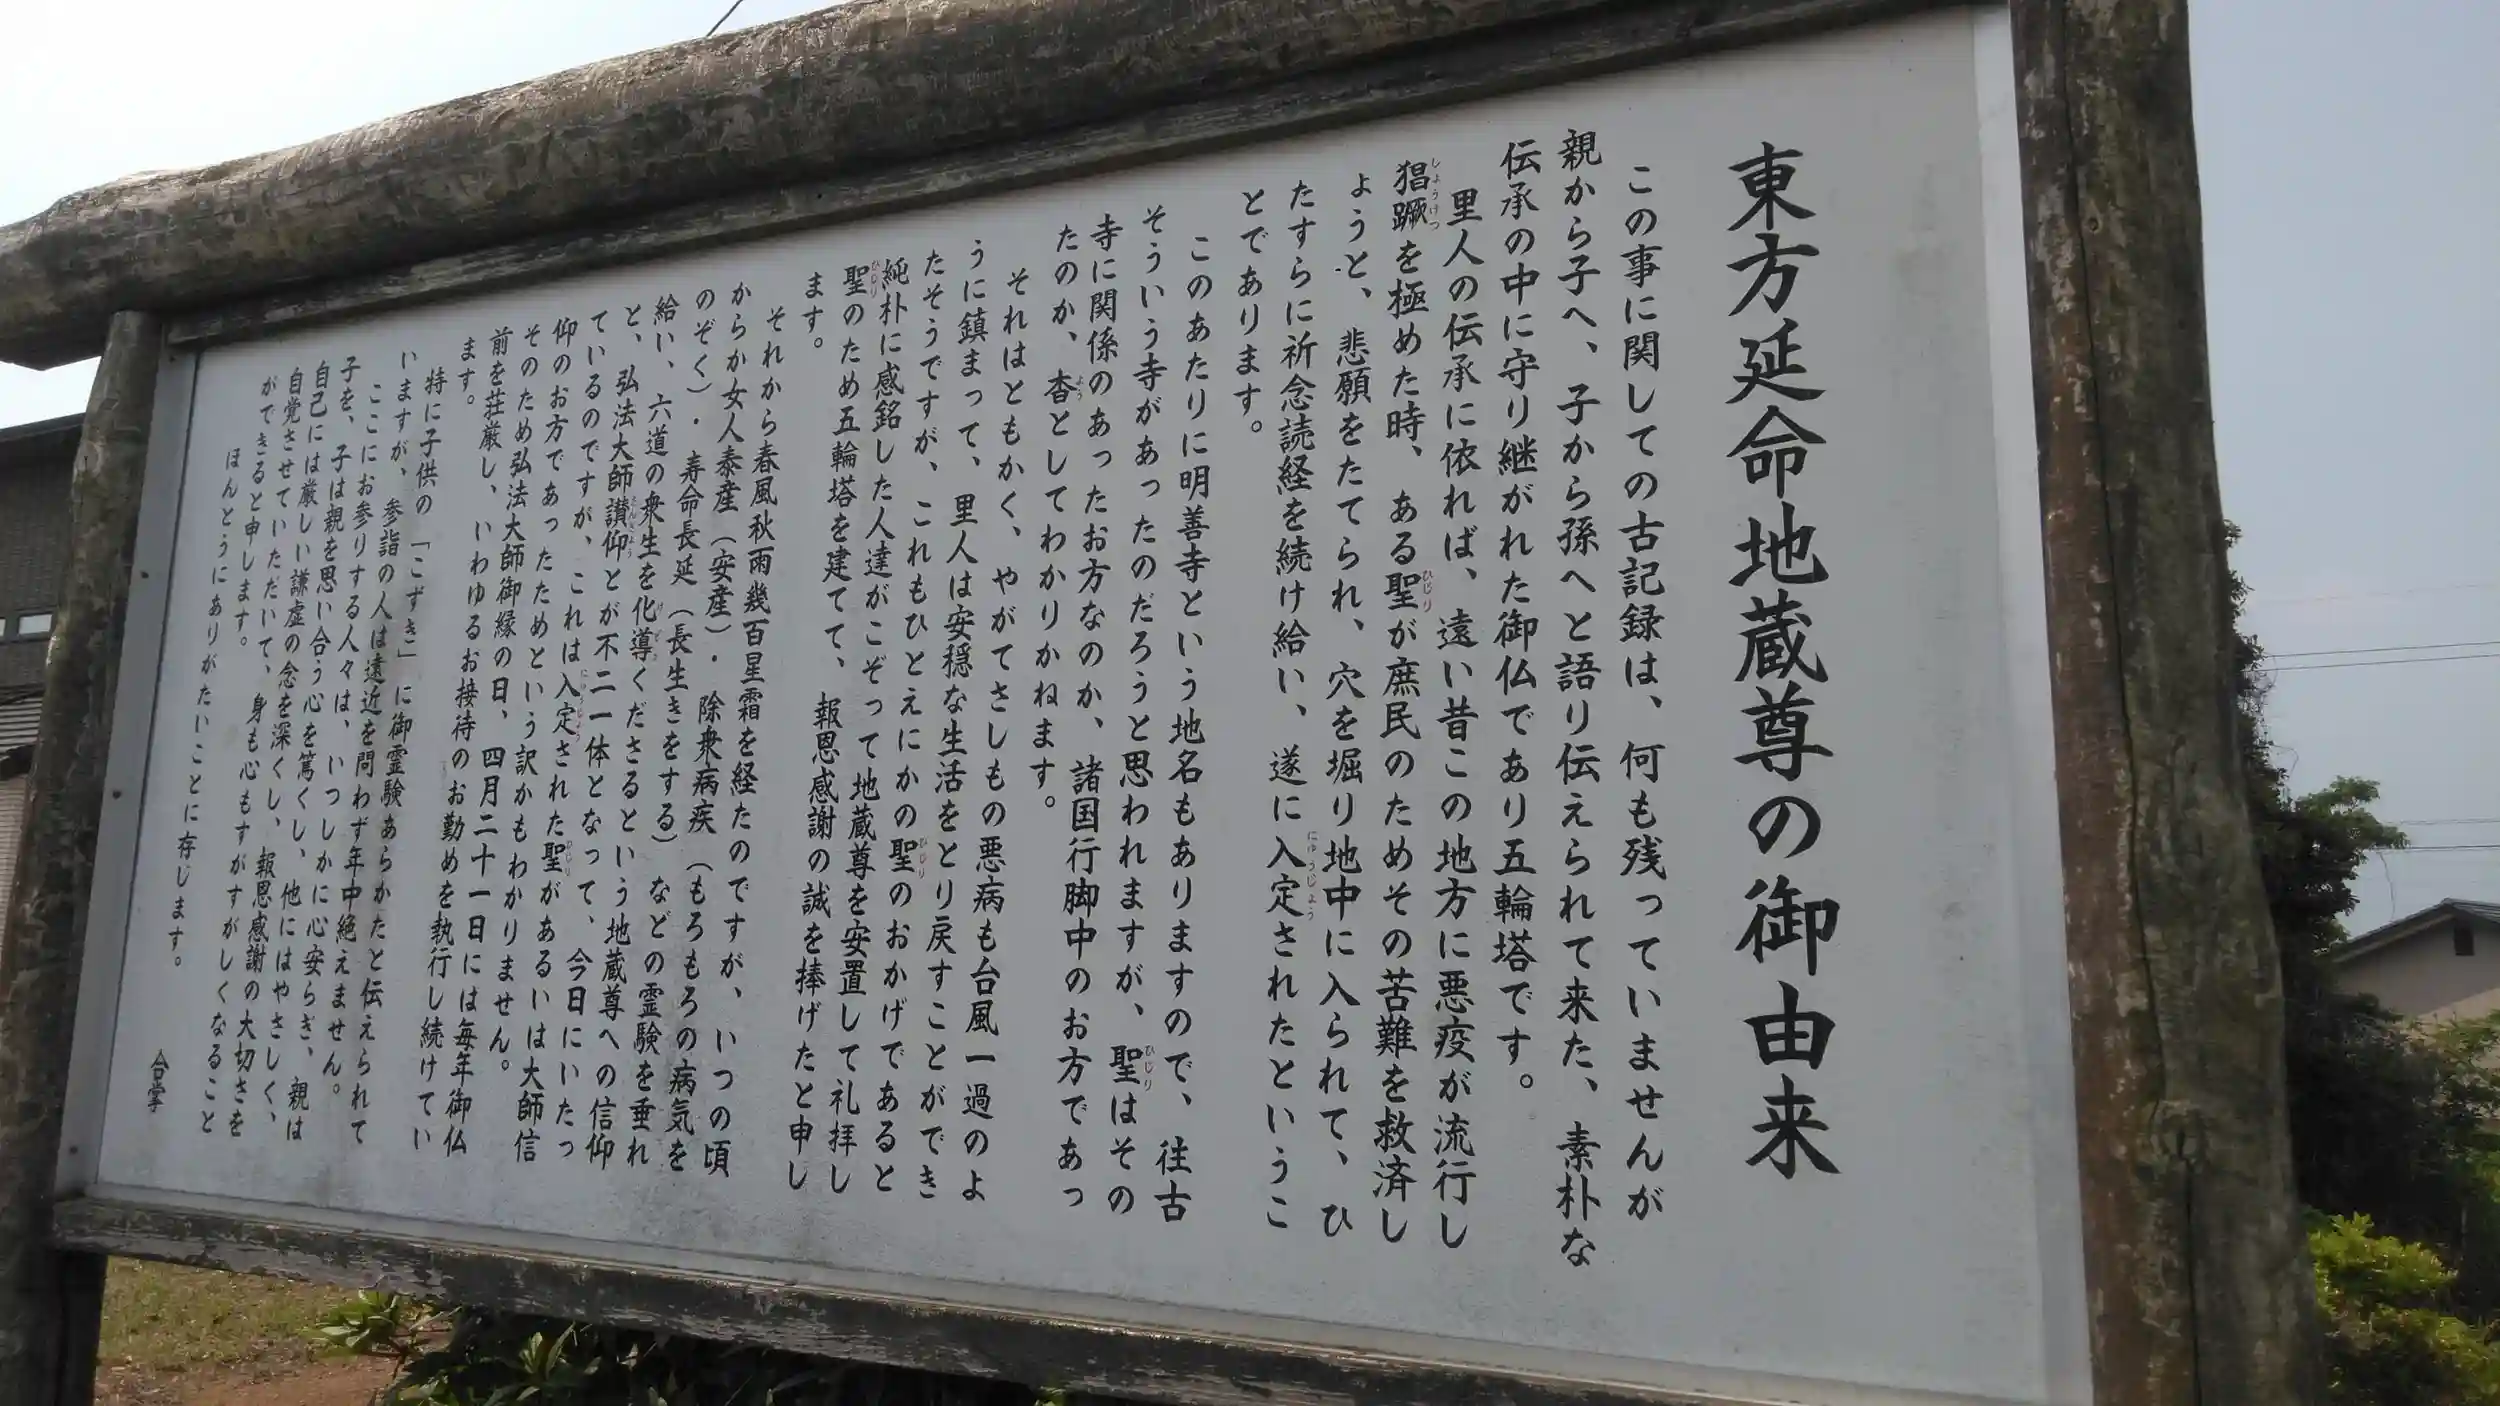 東方延命地蔵尊の御由来
この事に関しての古記録は、何も残っていませんが
親から子へ、子から孫へと語り伝えられて来た、素朴な
伝承の中に守り継がれた御仏であり五輪塔です。
里人の伝承に依れば、遠い昔この地方に悪疫が流行し
猖蹶を極めた時、ある聖が庶民のためその苦難を救済し
ようと、悲願をたてられ、穴を堀り地中に入られて、ひ
たすらに祈念読経を続け給い、遂に入定されたというこ
とであります。
このあたりに明善寺という地名もありますので、往古
そういう寺があったのだろうと思われますが、聖はその
寺に関係のあったお方なのか、諸国行脚中のお方であっ
たのか、杳としてわかりかねます。
それはともかく、やがてさしもの悪病も台風一過のよ
うに鎮まって、里人は安穏な生活をとり戻すことができ
たそうですが、これもひとえにかの聖のおかげであると
純朴に感銘した人達がこぞって地蔵尊を安置して礼拝し
聖のため五輪塔を建てて、報恩感謝の誠を捧げたと申し
ます。
それから春風秋雨幾百星霜を経たのですが、いつの頃
からか女人泰産（安産）・除衆病疾（もろもろの病気を
のぞく）・寿命長延（長生きをする）などの霊験を垂れ
給い、六道の衆生を化導くださるという地蔵尊への信仰
と、弘法大師讃仰とが不二一体となって、今日にいたっ
ているのですが、これは入定された聖があるいは大師信
仰のお方であったためという訳かもわかりません。
そのため弘法大師御縁の日、四月二十一日には毎年御仏
前を荘厳し、いわゆるお接待のお勤めを執行し続けてい
ます。
特に子供の「こずき」に御霊験あらかたと伝えられて
いますが、参詣の人は遠近を問わず年中絶えません。
ここにお参りする人々は、いつしかに心安らぎ、親は
子を、子は親を思い合う心を篤くし、他にはやさしく、
自己には厳しい謙虚の念を深くし、報恩感謝の大切さを
自覚させていただいて、身も心もすがすがしくなること
ができると申します。
ほんとうにありがたいことに存じます。
合掌